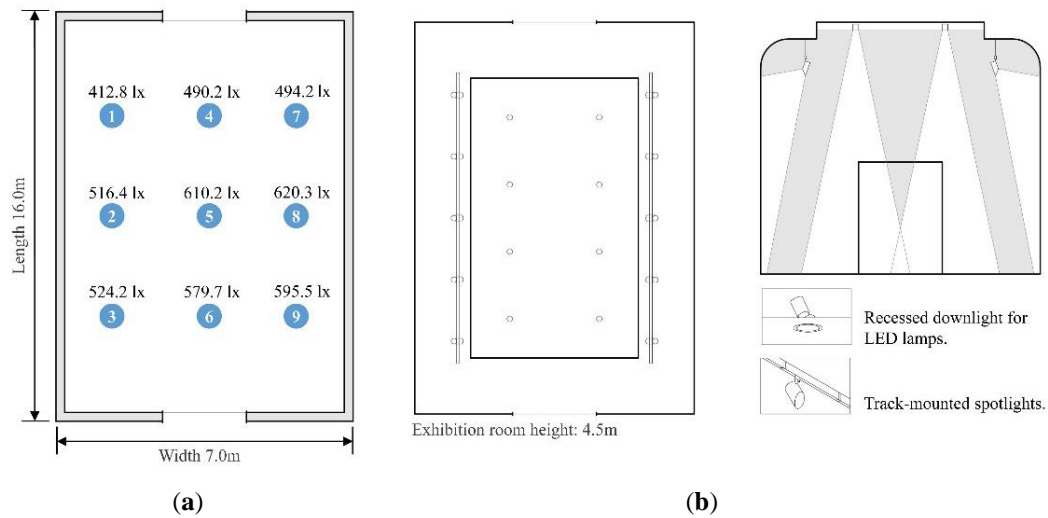 412.8 lx 490.2 lx 494.2 lx
1 4 7
516.4 lx 610.2 lx 620.3 lx
2 5 8
524.2 lx 579.7 lx 595.5 lx
3 6 9
Length 16.0m
Width 7.0m
(a)
Exhibition room height: 4.5m
Recessed downlight for
LED lamps.
Track-mounted spotlights.
(b)